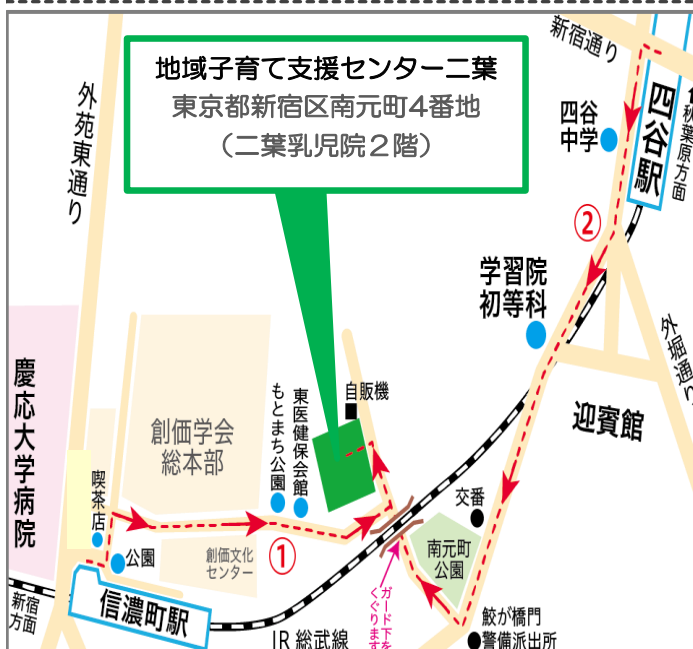 地域子育て支援センター二葉
東京都新宿区南元町4番地
（二葉乳児院２階）
新宿通り
外苑東通り
四谷
中学
四谷駅
秋葉原方面
②
学習院
初等科
外堀通り
迎賓館
慶応大学病院
創価学会
総本部
もとまち公園
東医健保会館
自販機
喫茶店
公園
創価文化
センター
①
交番
南元町
公園
ガード下を
くぐります
信濃町駅
新宿
方面
JR 総武線
鮫が橋門
警備派出所